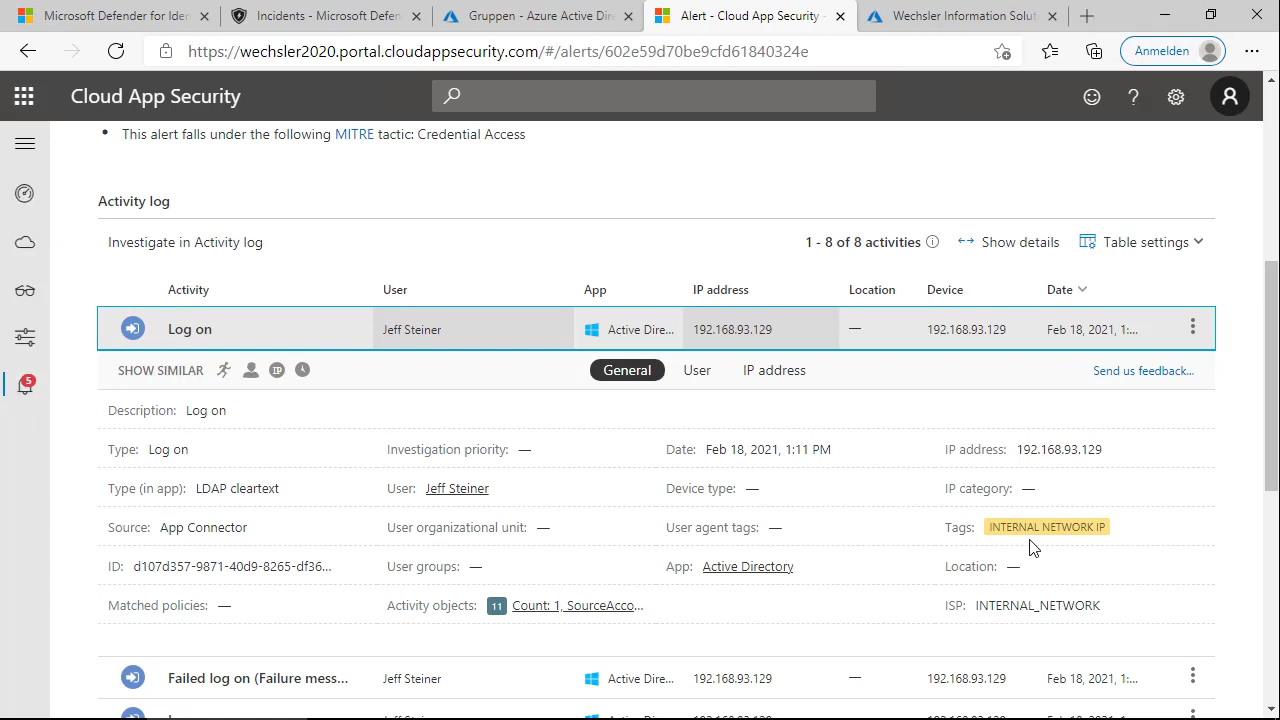 Microsoft Defender for Ide
Incidents - Microsoft Defe
Gruppen - Azure Active Dire
Alert - Cloud App Security
Wechsler Information Solut
https://wechsler2020.portal.cloudappsecurity.com/#/alerts/602e59d70be9cfd61840324e
Anmelden
Cloud App Security
• This alert falls under the following MITRE tactic: Credential Access
Activity log
Investigate in Activity log
1 - 8 of 8 activities
Show details
Table settings
Activity User App IP address Location Device Date
Log on Jeff Steiner Active Dire... 192.168.93.129 — 192.168.93.129 Feb 18, 2021, 1:...
5
SHOW SIMILAR IP General User IP address Send us feedback...
Description: Log on
Type: Log on Investigation priority: — Date: Feb 18, 2021, 1:11 PM IP address: 192.168.93.129
Type (in app): LDAP cleartext User: Jeff Steiner Device type: — IP category: —
Source: App Connector User organizational unit: — User agent tags: — Tags: INTERNAL NETWORK IP
ID: d107d357-9871-40d9-8265-df36... User groups: — App: Active Directory Location: —
Matched policies: — Activity objects: 11 Count: 1, SourceAcco... ISP: INTERNAL_NETWORK
Failed log on (Failure mess... Jeff Steiner Active Dire... 192.168.93.129 — 192.168.93.129 Feb 18, 2021, 1:...